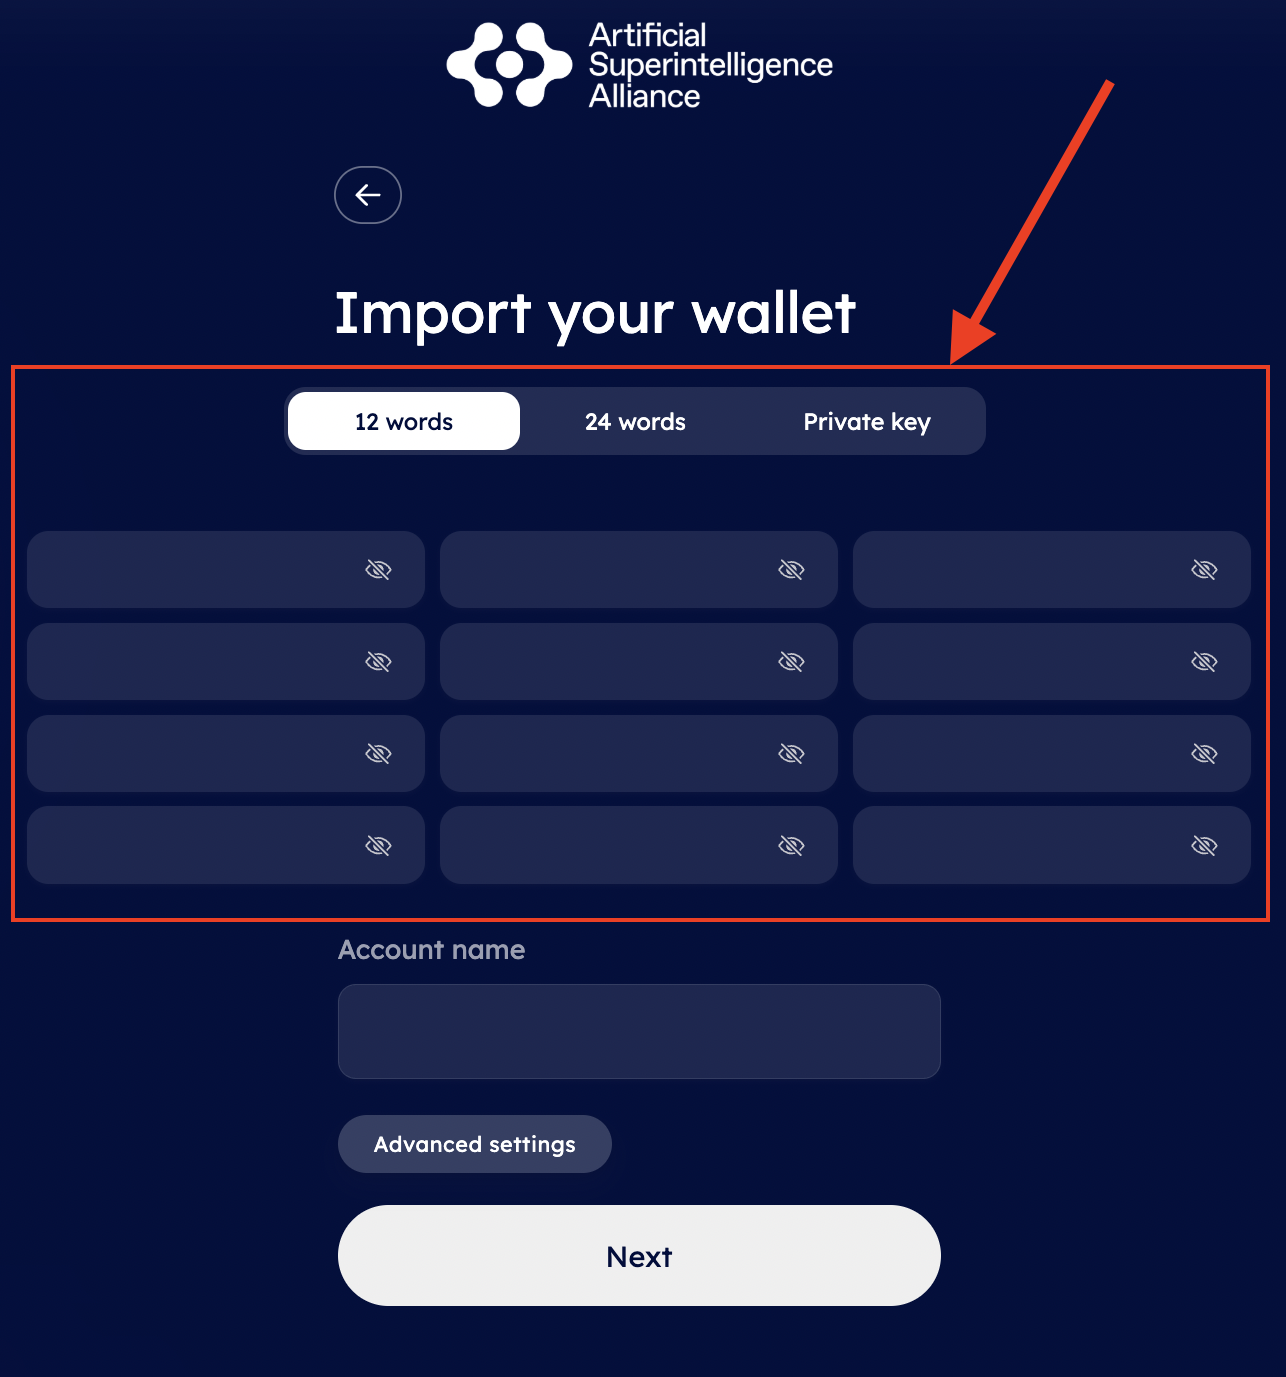 Artificial
Superintelligence
Alliance
Import your wallet
12 words
24 words
Private key
Account name
Advanced settings
Next